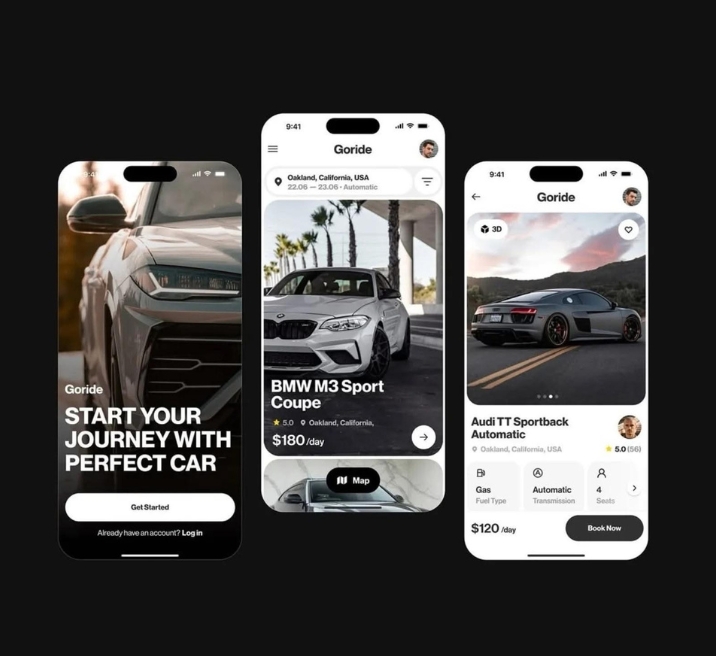 9:41
Goride
START YOUR
JOURNEY WITH
PERFECT CAR
Get Started
Already have an account? Log in
9:41
Goride
Oakland, California, USA
22.06 — 23.06 · Automatic
BMW M3 Sport
Coupe
5.0 Oakland, California,
$180 /day
Map
9:41
Goride
3D
Audi TT Sportback
Automatic
Oakland, California, USA
5.0 (56)
Gas
Fuel Type
Automatic
Transmission
4
Seats
$120 /day
Book Now